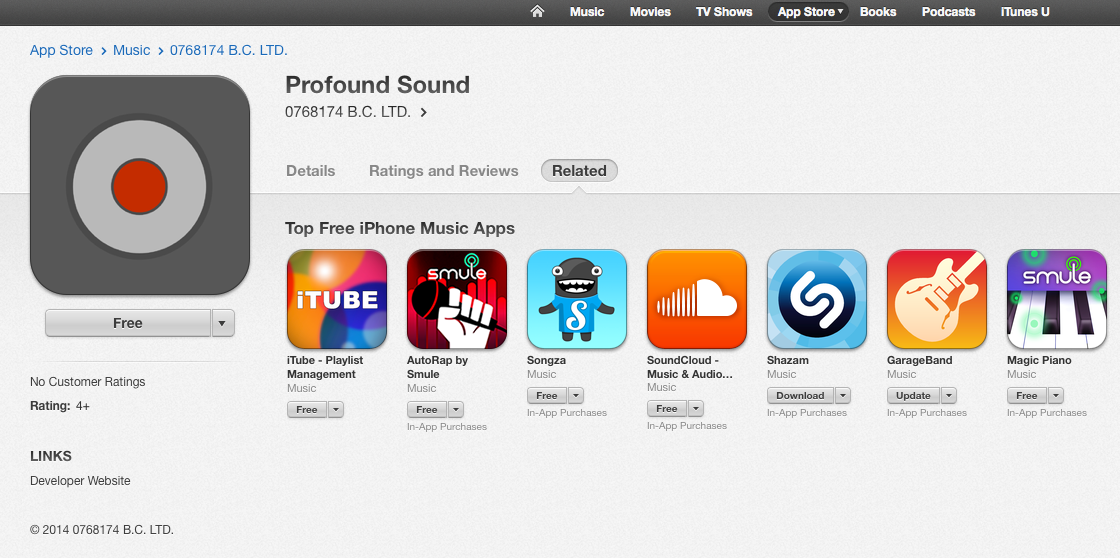 Music Movies TV Shows App Store Books Podcasts iTunes U
App Store > Music > 0768174 B.C. LTD.
Profound Sound
0768174 B.C. LTD. >
Details Ratings and Reviews Related
Free
No Customer Ratings
Rating: 4+
LINKS
Developer Website
© 2014 0768174 B.C. LTD.
Top Free iPhone Music Apps
iTUBE
iTube - Playlist
Management
Music
Free
smule
AutoRap by
Smule
Music
Free
In-App Purchases
S
Songza
Music
Free
In-App Purchases
SoundCloud -
Music & Audio...
Music
Free
In-App Purchases
Shazam
Music
Download
In-App Purchases
GarageBand
Music
Update
In-App Purchases
smule
Magic Piano
Music
Free
In-App Purchases